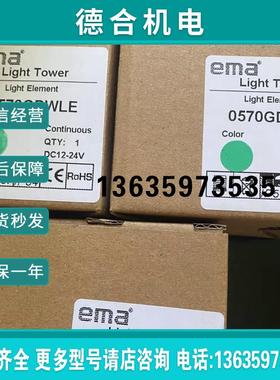 德合机电
ema
Light Tower
Light Element
Continuous
QTY: 1
DC12-24V
RoHS
信经营
后保障
货秒发
保一年
ema
Light T
Light Elem
0570GD
Color
13635973535
ema
齐全 更多型号请店咨询 电话:1363597